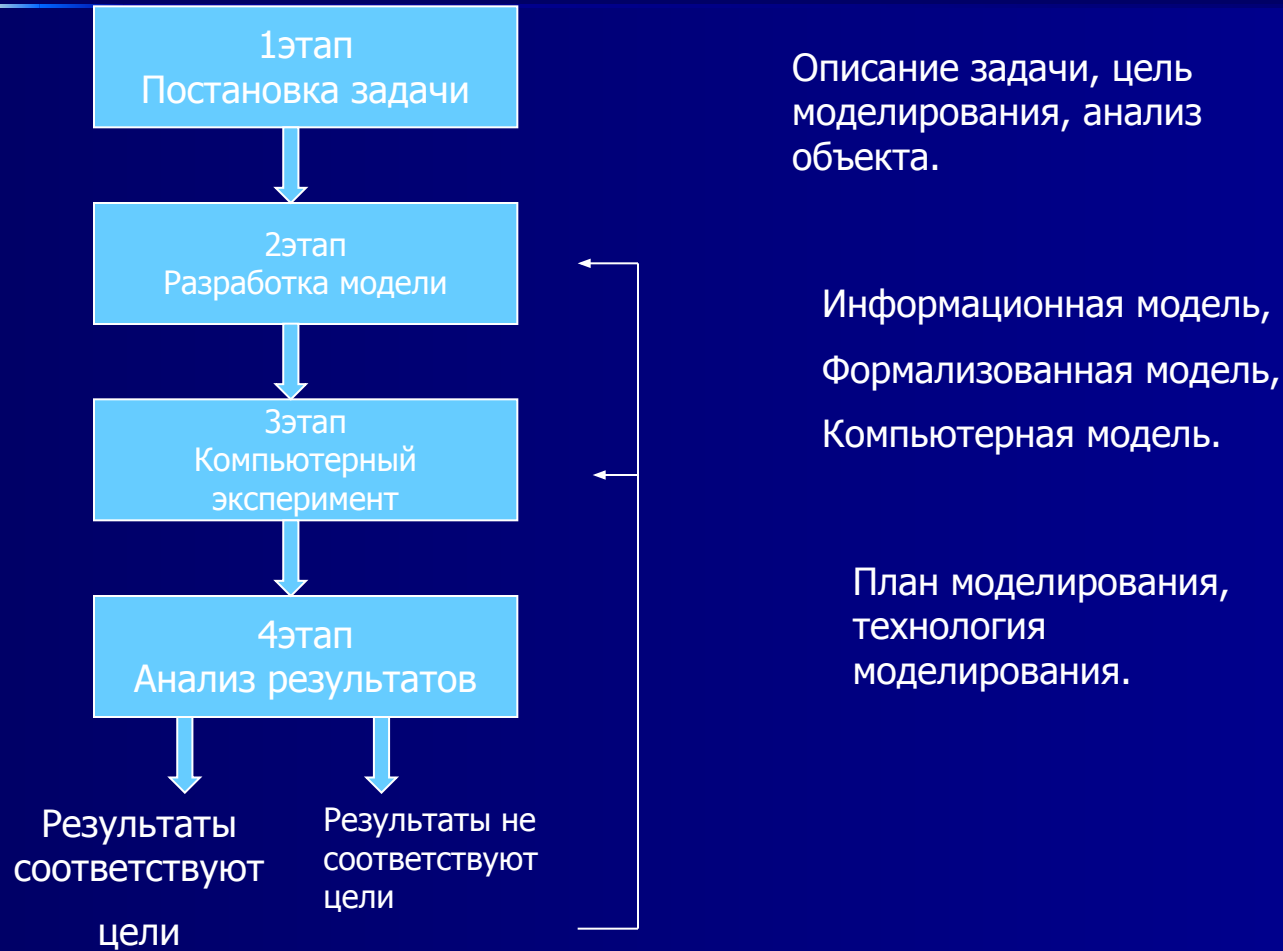 1этап
Постановка задачи
Описание задачи, цель
моделирования, анализ
объекта.
2этап
Разработка модели
Информационная модель,
Формализованная модель,
Компьютерная модель.
3этап
Компьютерный
эксперимент
План моделирования,
технология
моделирования.
4этап
Анализ результатов
Результаты
соответствуют
цели
Результаты не
соответствуют
цели